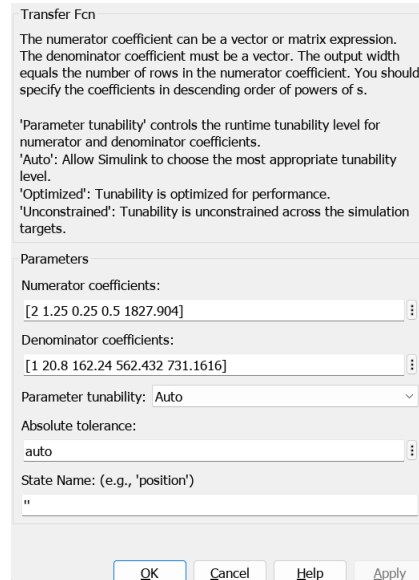 Transfer Fcn
The numerator coefficient can be a vector or matrix expression.
The denominator coefficient must be a vector. The output width
equals the number of rows in the numerator coefficient. You should
specify the coefficients in descending order of powers of s.
'Parameter tunability' controls the runtime tunability level for
numerator and denominator coefficients.
'Auto': Allow Simulink to choose the most appropriate tunability
level.
'Optimized': Tunability is optimized for performance.
'Unconstrained': Tunability is unconstrained across the simulation
targets.
Parameters
Numerator coefficients:
[2 1.25 0.25 0.5 1827.904]
Denominator coefficients:
[1 20.8 162.24 562.432 731.1616]
Parameter tunability: Auto
Absolute tolerance:
auto
State Name: (e.g., 'position')
''
OK Cancel Help Apply